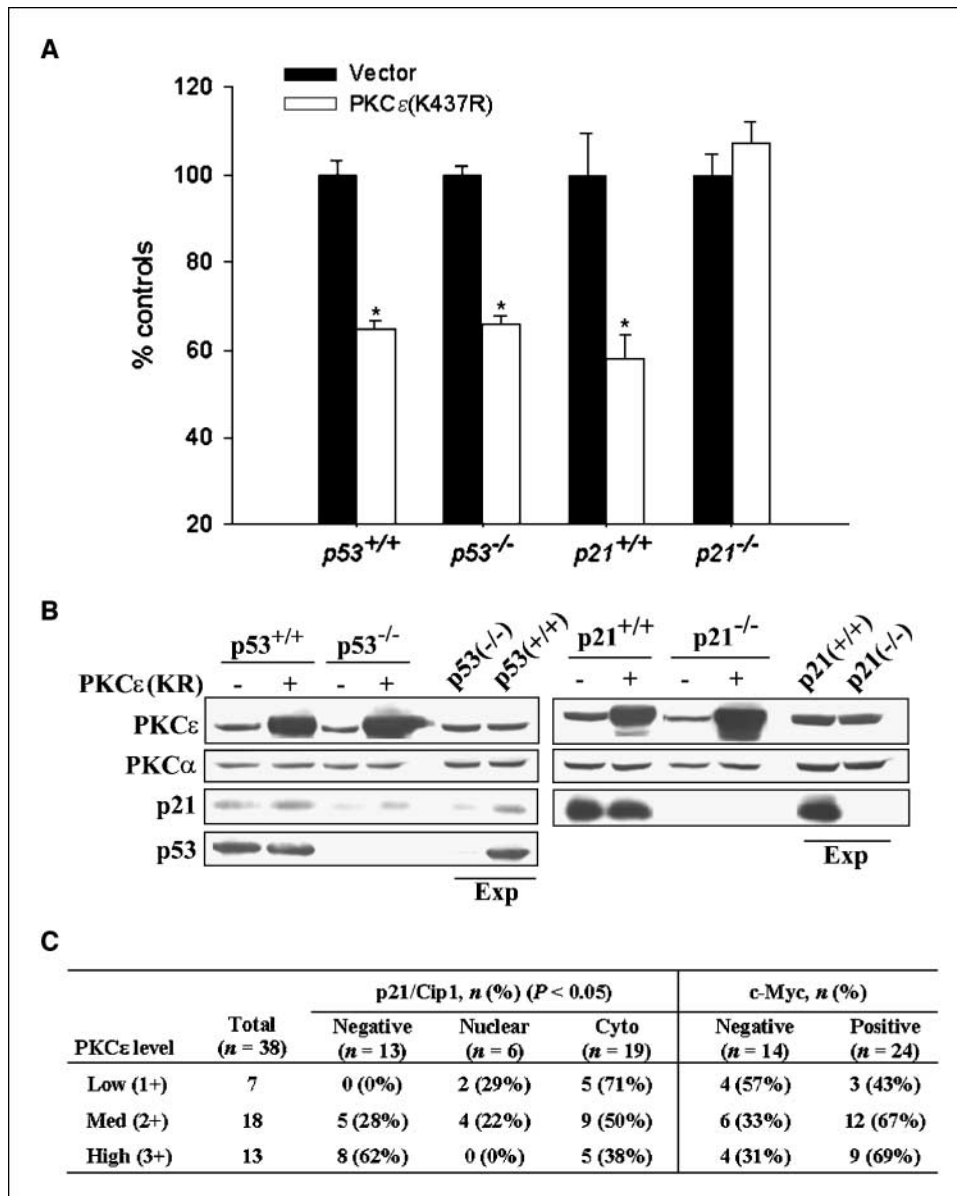 A
Vector
PKCε(K437R)
120
100
80
60
40
20
% controls
* * *
p53+/+ p53-/- p21+/+ p21-/-
B
p53+/+ p53-/- p53(-/-) p53(+/+) p21+/+ p21-/- p21(+/+) p21(-/-)
PKCε(KR) - + - + - + - +
PKCε
PKCα
p21
p53
Exp Exp
C
p21/Cip1, n (%) (P < 0.05) c-Myc, n (%)
PKCε level Total (n = 38) Negative (n = 13) Nuclear (n = 6) Cyto (n = 19) Negative (n = 14) Positive (n = 24)
Low (1+) 7 0 (0%) 2 (29%) 5 (71%) 4 (57%) 3 (43%)
Med (2+) 18 5 (28%) 4 (22%) 9 (50%) 6 (33%) 12 (67%)
High (3+) 13 8 (62%) 0 (0%) 5 (38%) 4 (31%) 9 (69%)